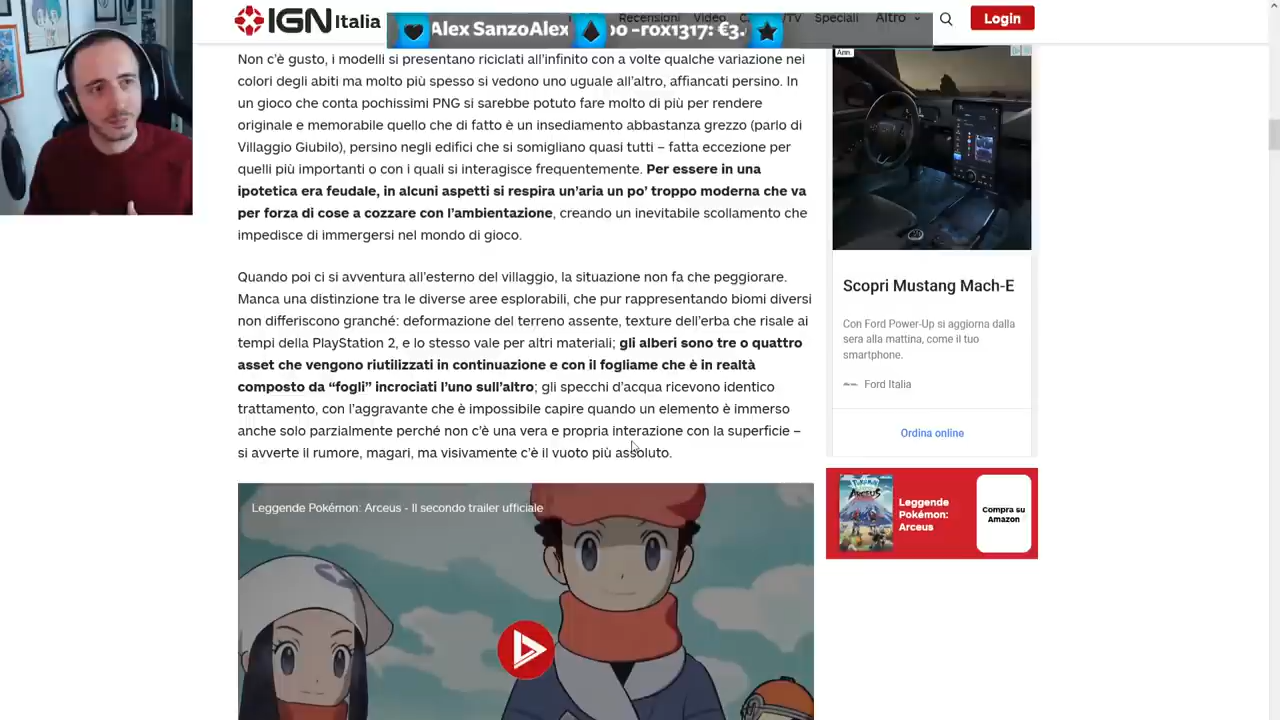 IGN Italia
Recensioni Video
Speciali Altro
Login
Alex SanzoAlex
-rox1317: €3.
Non c'è gusto, i modelli si presentano riciclati all'infinito con a volte qualche variazione nei
colori degli abiti ma molto più spesso si vedono uno uguale all'altro, affiancati persino. In
un gioco che conta pochissimi PNG si sarebbe potuto fare molto di più per rendere
originale e memorabile quello che di fatto è un insediamento abbastanza grezzo (parlo di
Villaggio Giubilo), persino negli edifici che si somigliano quasi tutti – fatta eccezione per
quelli più importanti o con i quali si interagisce frequentemente. Per essere in una
ipotetica era feudale, in alcuni aspetti si respira un'aria un po' troppo moderna che va
per forza di cose a cozzare con l'ambientazione, creando un inevitabile scollamento che
impedisce di immergersi nel mondo di gioco.
Quando poi ci si avventura all'esterno del villaggio, la situazione non fa che peggiorare.
Manca una distinzione tra le diverse aree esplorabili, che pur rappresentando biomi diversi
non differiscono granché: deformazione del terreno assente, texture dell'erba che risale ai
tempi della PlayStation 2, e lo stesso vale per altri materiali; gli alberi sono tre o quattro
asset che vengono riutilizzati in continuazione e con il fogliame che è in realtà
composto da “fogli” incrociati l'uno sull'altro; gli specchi d'acqua ricevono identico
trattamento, con l'aggravante che è impossibile capire quando un elemento è immerso
anche solo parzialmente perché non c'è una vera e propria interazione con la superficie –
si avverte il rumore, magari, ma visivamente c'è il vuoto più assoluto.
Leggende Pokémon: Arceus - Il secondo trailer ufficiale
Ann.
Scopri Mustang Mach-E
Con Ford Power-Up si aggiorna dalla
sera alla mattina, come il tuo
smartphone.
Ford Italia
Ordina online
ARCEUS
Leggende
Pokémon:
Arceus
Compra su
Amazon